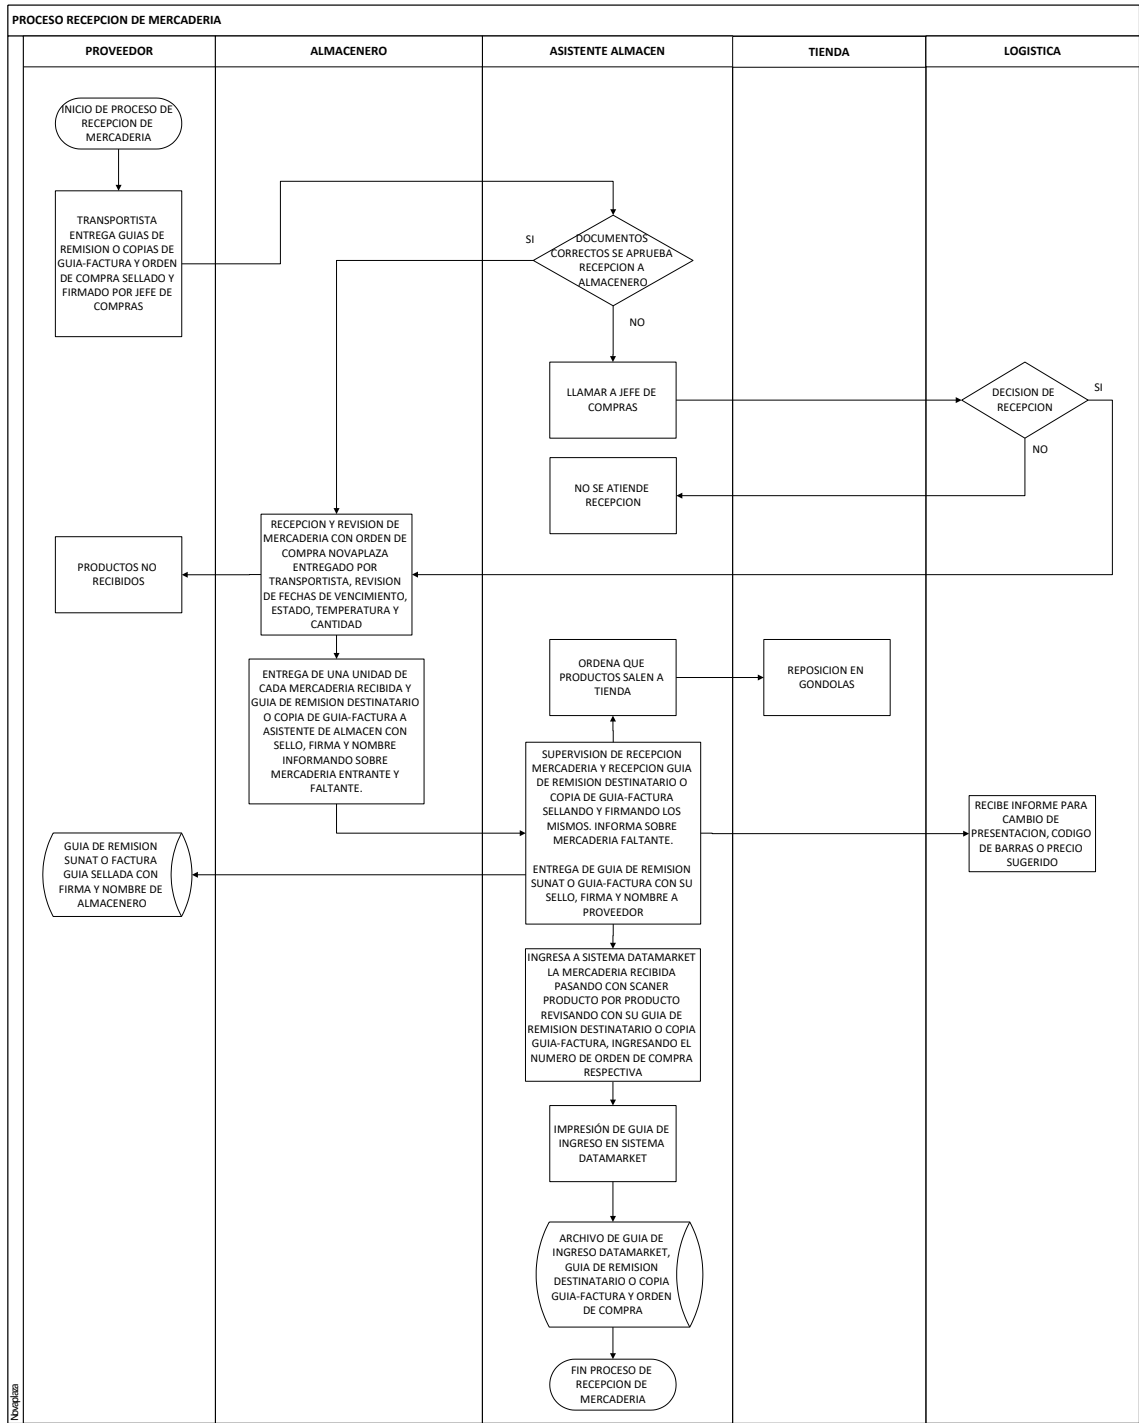 PROCESO RECEPCION DE MERCADERIA
PROVEEDOR
ALMACENERO
ASISTENTE ALMACEN
TIENDA
LOGISTICA
INICIO DE PROCESO DE
RECEPCION DE
MERCADERIA
TRANSPORTISTA
ENTREGA GUIAS DE
REMISION O COPIAS DE
GUIA-FACTURA Y ORDEN
DE COMPRA SELLADO Y
FIRMADO POR JEFE DE
COMPRAS
SI
DOCUMENTOS
CORRECTOS SE APRUEBA
RECEPCION A
ALMACENERO
NO
LLAMAR A JEFE DE
COMPRAS
DECISION DE
RECEPCION
SI
NO
NO SE ATIENDE
RECEPCION
PRODUCTOS NO
RECIBIDOS
RECEPCION Y REVISION DE
MERCADERIA CON ORDEN DE
COMPRA NOVAPLAZA
ENTREGADO POR
TRANSPORTISTA, REVISION
DE FECHAS DE VENCIMIENTO,
ESTADO, TEMPERATURA Y
CANTIDAD
ENTREGA DE UNA UNIDAD DE
CADA MERCADERIA RECIBIDA Y
GUIA DE REMISION DESTINATARIO
O COPIA DE GUIA-FACTURA A
ASISTENTE DE ALMACEN CON
SELLO, FIRMA Y NOMBRE
INFORMANDO SOBRE
MERCADERIA ENTRANTE Y
FALTANTE.
ORDENA QUE
PRODUCTOS SALEN A
TIENDA
REPOSICION EN
GONDOLAS
SUPERVISION DE RECEPCION
MERCADERIA Y RECEPCION GUIA
DE REMISION DESTINATARIO O
COPIA DE GUIA-FACTURA
SELLANDO Y FIRMANDO LOS
MISMOS. INFORMA SOBRE
MERCADERIA FALTANTE.
ENTREGA DE GUIA DE REMISION
SUNAT O GUIA-FACTURA CON SU
SELLO, FIRMA Y NOMBRE A
PROVEEDOR
RECIBE INFORME PARA
CAMBIO DE
PRESENTACION, CODIGO
DE BARRAS O PRECIO
SUGERIDO
GUIA DE REMISION
SUNAT O FACTURA
GUIA SELLADA CON
FIRMA Y NOMBRE DE
ALMACENERO
INGRESA A SISTEMA DATAMARKET
LA MERCADERIA RECIBIDA
PASANDO CON SCANER
PRODUCTO POR PRODUCTO
REVISANDO CON SU GUIA DE
REMISION DESTINATARIO O COPIA
GUIA-FACTURA, INGRESANDO EL
NUMERO DE ORDEN DE COMPRA
RESPECTIVA
IMPRESIÓN DE GUIA DE
INGRESO EN SISTEMA
DATAMARKET
ARCHIVO DE GUIA DE
INGRESO DATAMARKET,
GUIA DE REMISION
DESTINATARIO O COPIA
GUIA-FACTURA Y ORDEN
DE COMPRA
FIN PROCESO DE
RECEPCION DE
MERCADERIA
Novaplaza